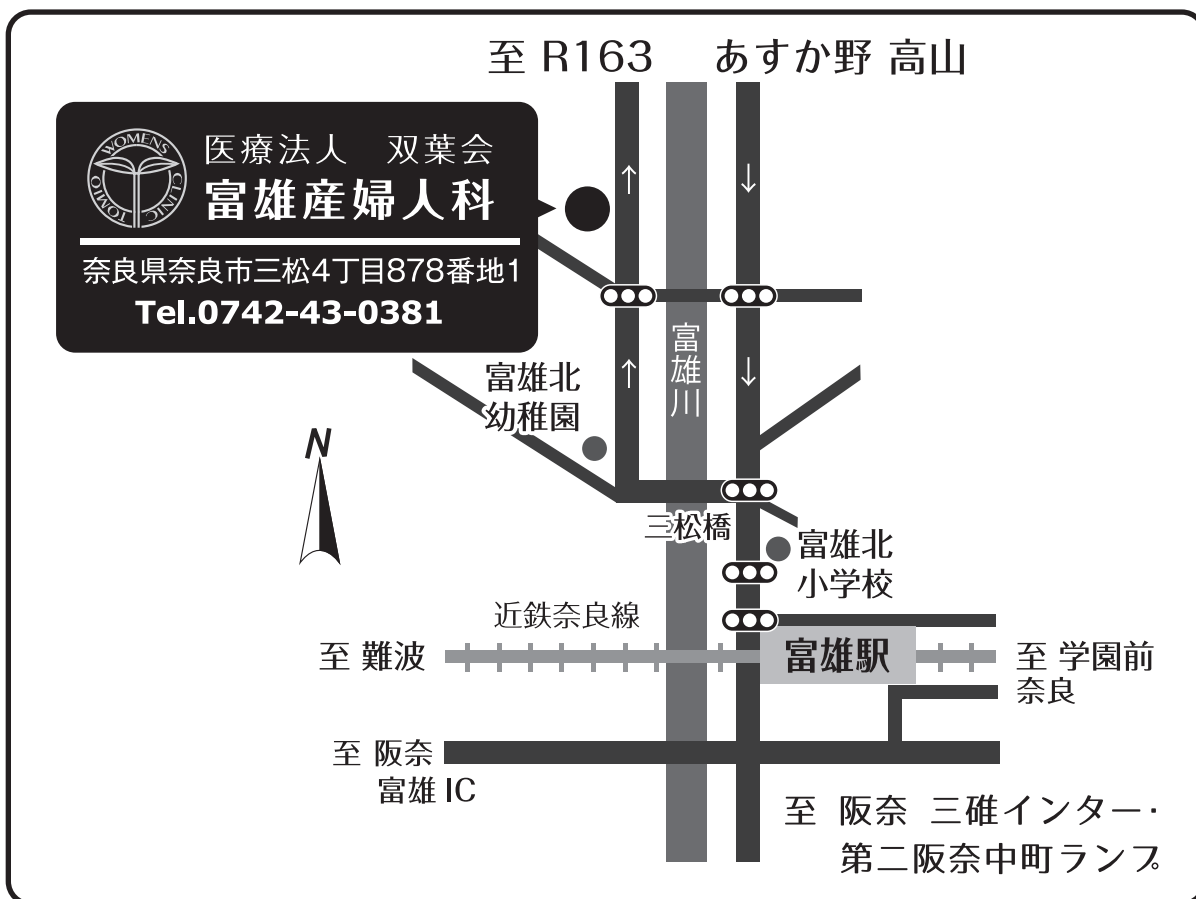 至 R163 あすか野 高山
WOMENS CLINIC TOMIO
医療法人 双葉会
富雄産婦人科
奈良県奈良市三松4丁目878番地1
Tel.0742-43-0381
↑ ↓
富雄川
↑ ↓
富雄北
幼稚園
N
三松橋
富雄北
小学校
近鉄奈良線
至 難波
富雄駅
至 学園前
奈良
至 阪奈
富雄 IC
至 阪奈 三碓インター・
第二阪奈中町ランプ。